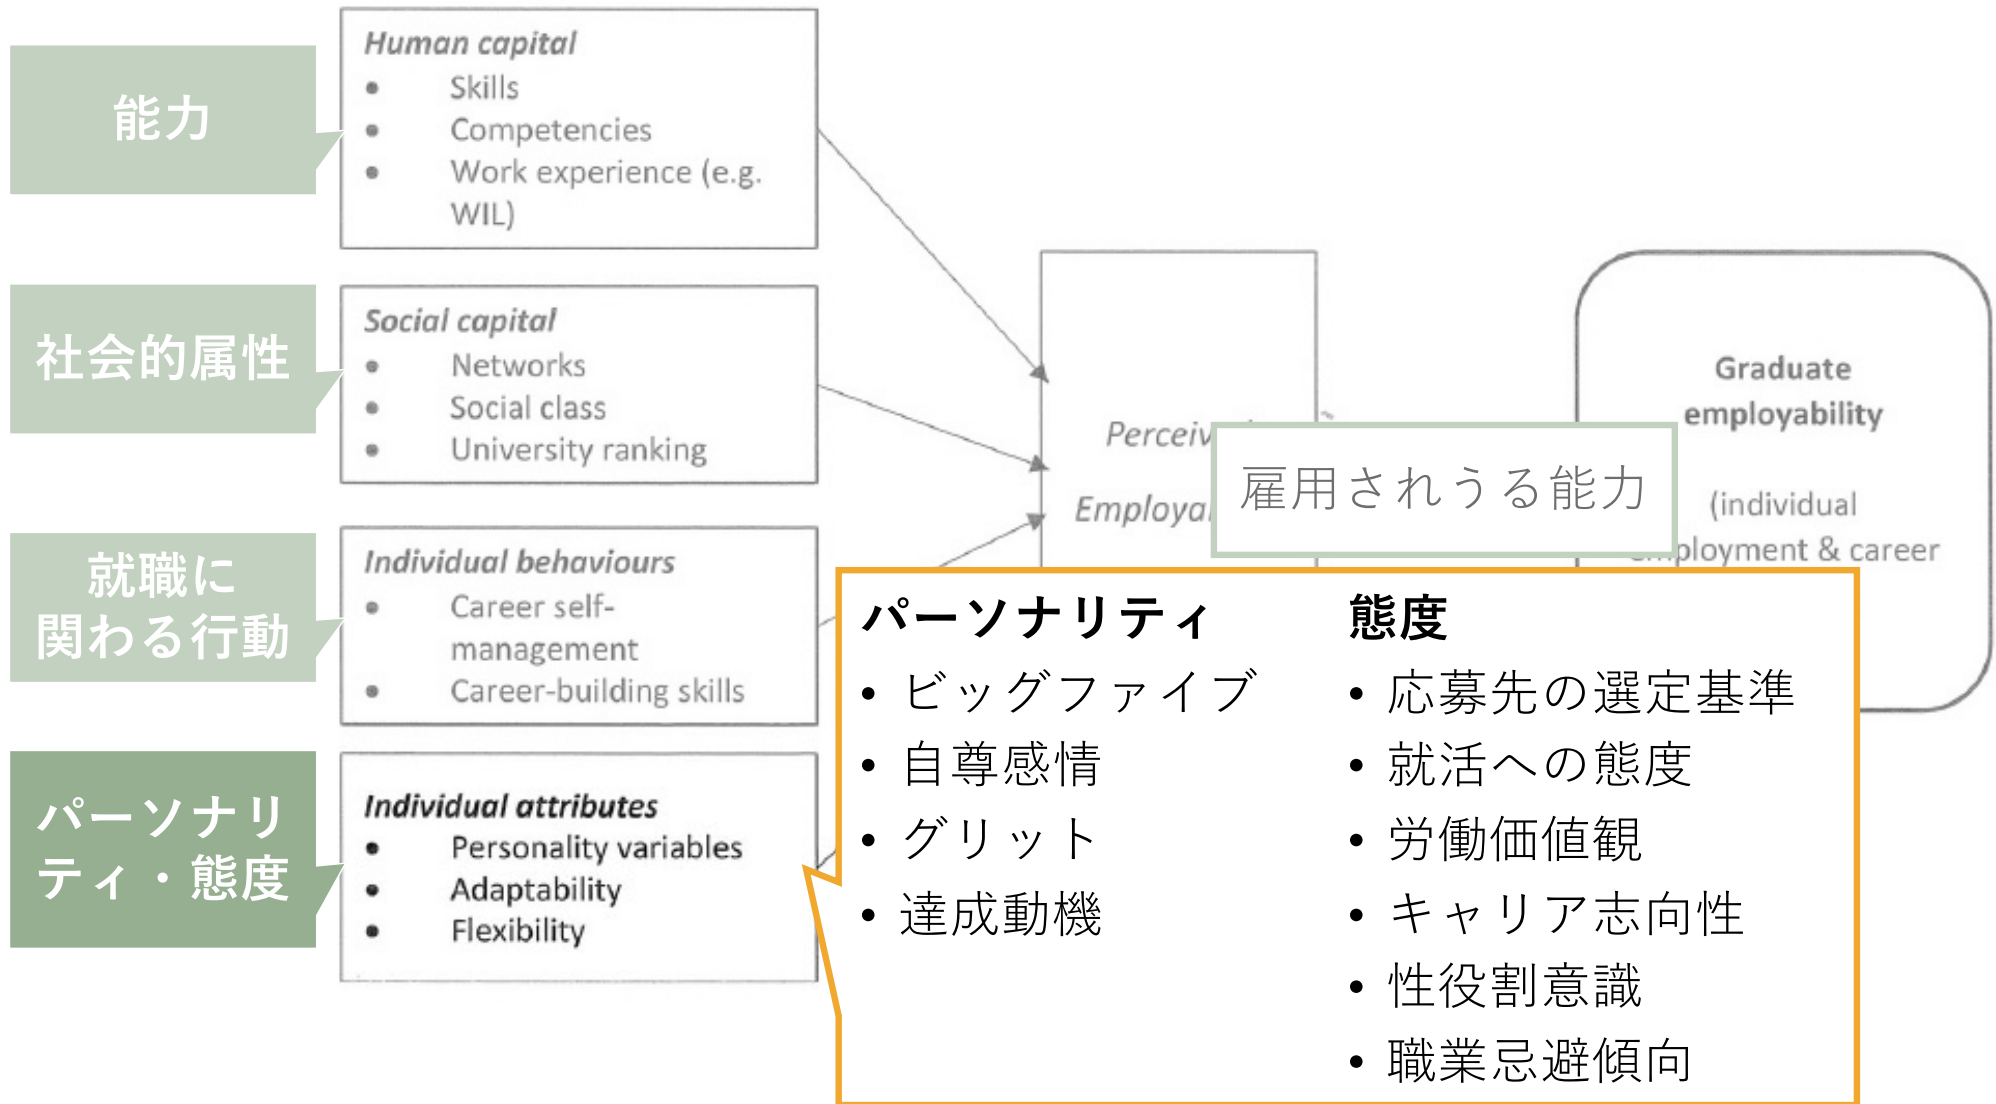 能力
Human capital
• Skills
• Competencies
• Work experience (e.g.
WIL)
社会的属性
Social capital
• Networks
• Social class
• University ranking
就職に
関わる行動
Individual behaviours
• Career self-
management
• Career-building skills
パーソナリ
ティ・態度
Individual attributes
• Personality variables
• Adaptability
• Flexibility
雇用されうる能力
Graduate
employability
(individual
employment & career
パーソナリティ
• ビッグファイブ
• 自尊感情
• グリット
• 達成動機
態度
• 応募先の選定基準
• 就活への態度
• 労働価値観
• キャリア志向性
• 性役割意識
• 職業忌避傾向